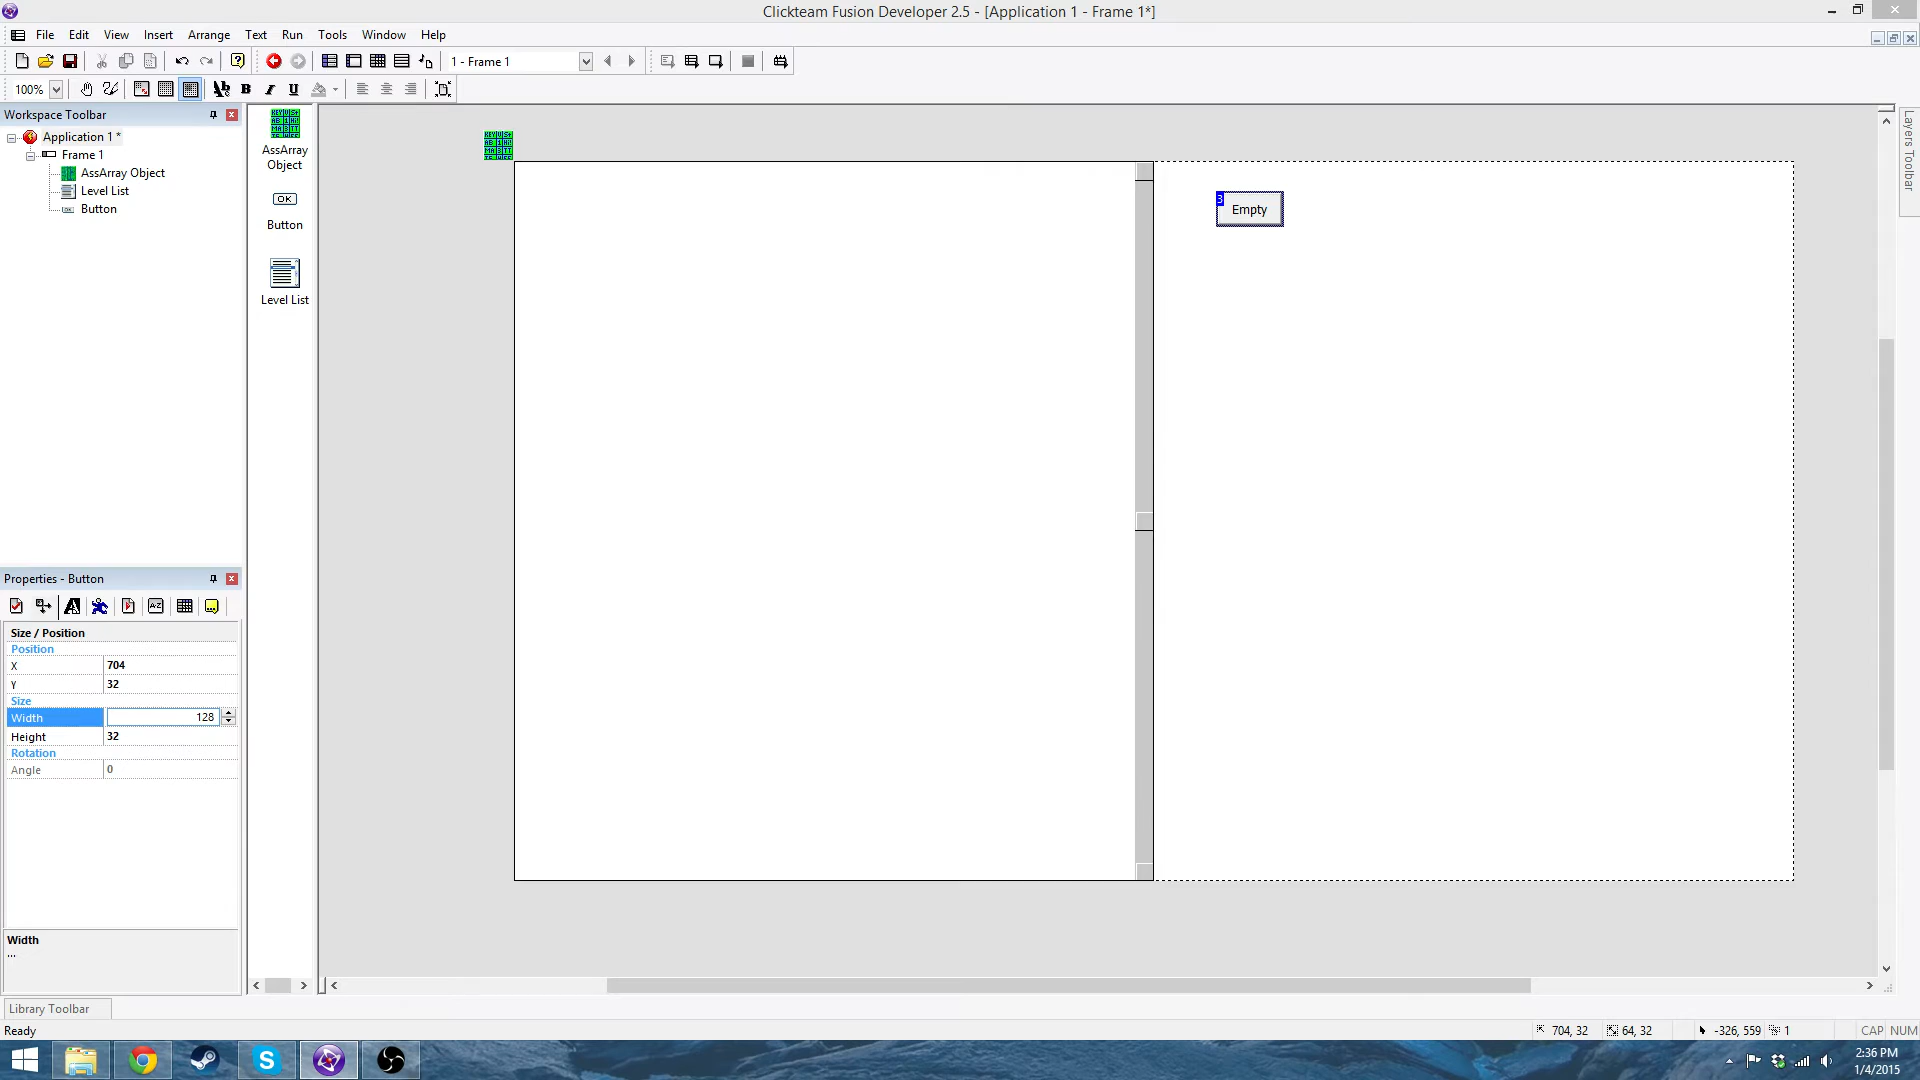 Clickteam Fusion Developer 2.5 - [Application 1 - Frame 1*]
File Edit View Insert Arrange Text Run Tools Window Help
1 - Frame 1
100%
Workspace Toolbar
Application 1 *
Frame 1
AssArray Object
Level List
Button
AssArray
Object
OK
Button
Level List
3
Empty
Layers Toolbar
Properties - Button
Size / Position
Position
X 704
Y 32
Size
Width 128
Height 32
Rotation
Angle 0
Width
...
Library Toolbar
Ready
704, 32
64, 32
-326, 559
1
CAP NUM
2:36 PM
1/4/2015